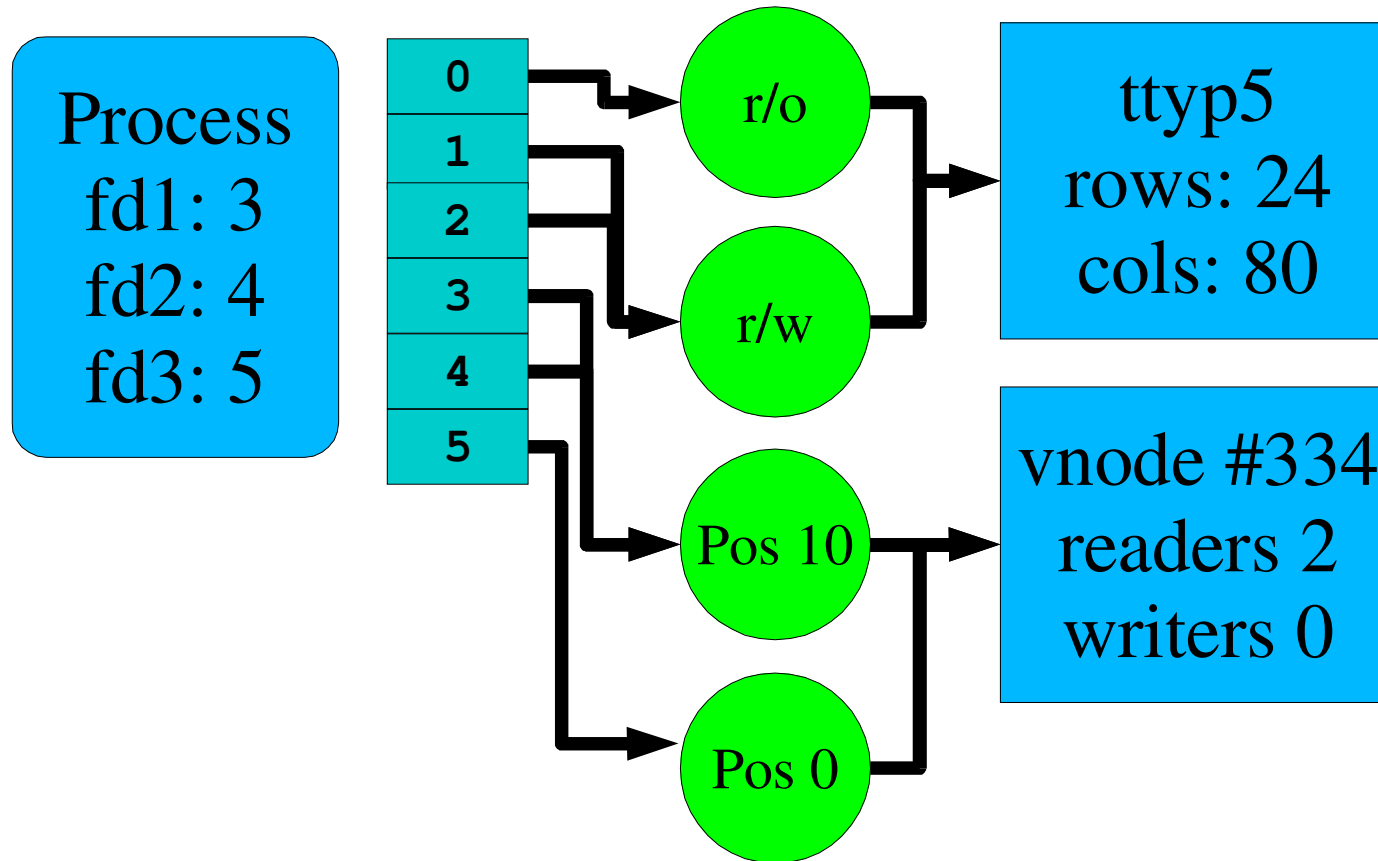 Process
fd1: 3
fd2: 4
fd3: 5
0
1
2
3
4
5
r/o
r/w
Pos 10
Pos 0
ttyp5
rows: 24
cols: 80
vnode #334
readers 2
writers 0